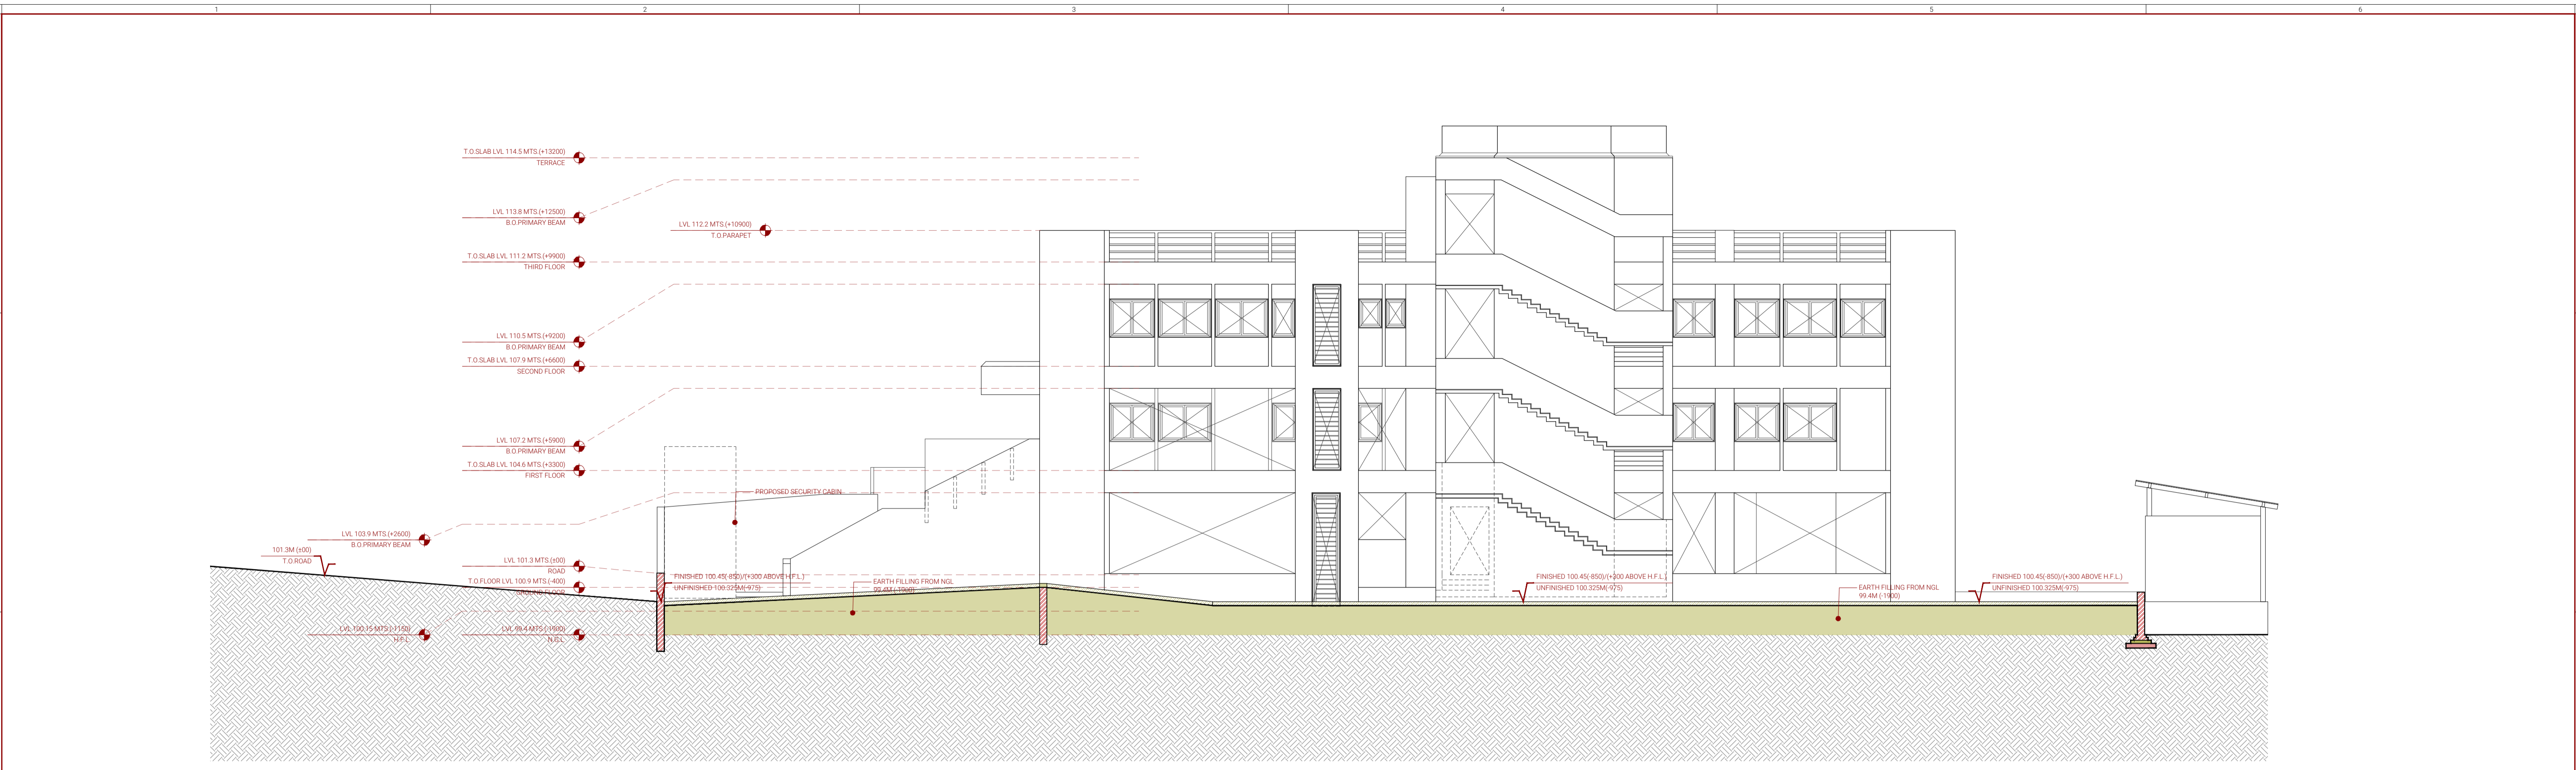 1 2 3 4 5 6
T.O.SLAB LVL 114.5 MTS.(+13200)
TERRACE
LVL 113.8 MTS.(+12500)
B.O.PRIMARY BEAM
LVL 112.2 MTS.(+10900)
T.O.PARAPET
T.O.SLAB LVL 111.2 MTS.(+9900)
THIRD FLOOR
LVL 110.5 MTS.(+9200)
B.O.PRIMARY BEAM
T.O.SLAB LVL 107.9 MTS.(+6600)
SECOND FLOOR
LVL 107.2 MTS.(+5900)
B.O.PRIMARY BEAM
T.O.SLAB LVL 104.6 MTS.(+3300)
FIRST FLOOR
PROPOSED SECURITY CABIN
LVL 103.9 MTS.(+2600)
B.O.PRIMARY BEAM
101.3M (±00)
T.O.ROAD
LVL 101.3 MTS.(±00)
ROAD
T.O.FLOOR LVL 100.9 MTS.(-400)
GROUND FLOOR
FINISHED 100.45(-850)/(+300 ABOVE H.F.L.)
UNFINISHED 100.325M(-975)
EARTH FILLING FROM NGL
99.4M (-1900)
FINISHED 100.45(-850)/(+300 ABOVE H.F.L.)
UNFINISHED 100.325M(-975)
EARTH FILLING FROM NGL
99.4M (-1900)
FINISHED 100.45(-850)/(+300 ABOVE H.F.L.)
UNFINISHED 100.325M(-975)
LVL 100.15 MTS.(-1150)
H.F.L.
LVL 99.4 MTS.(-1900)
N.G.L.